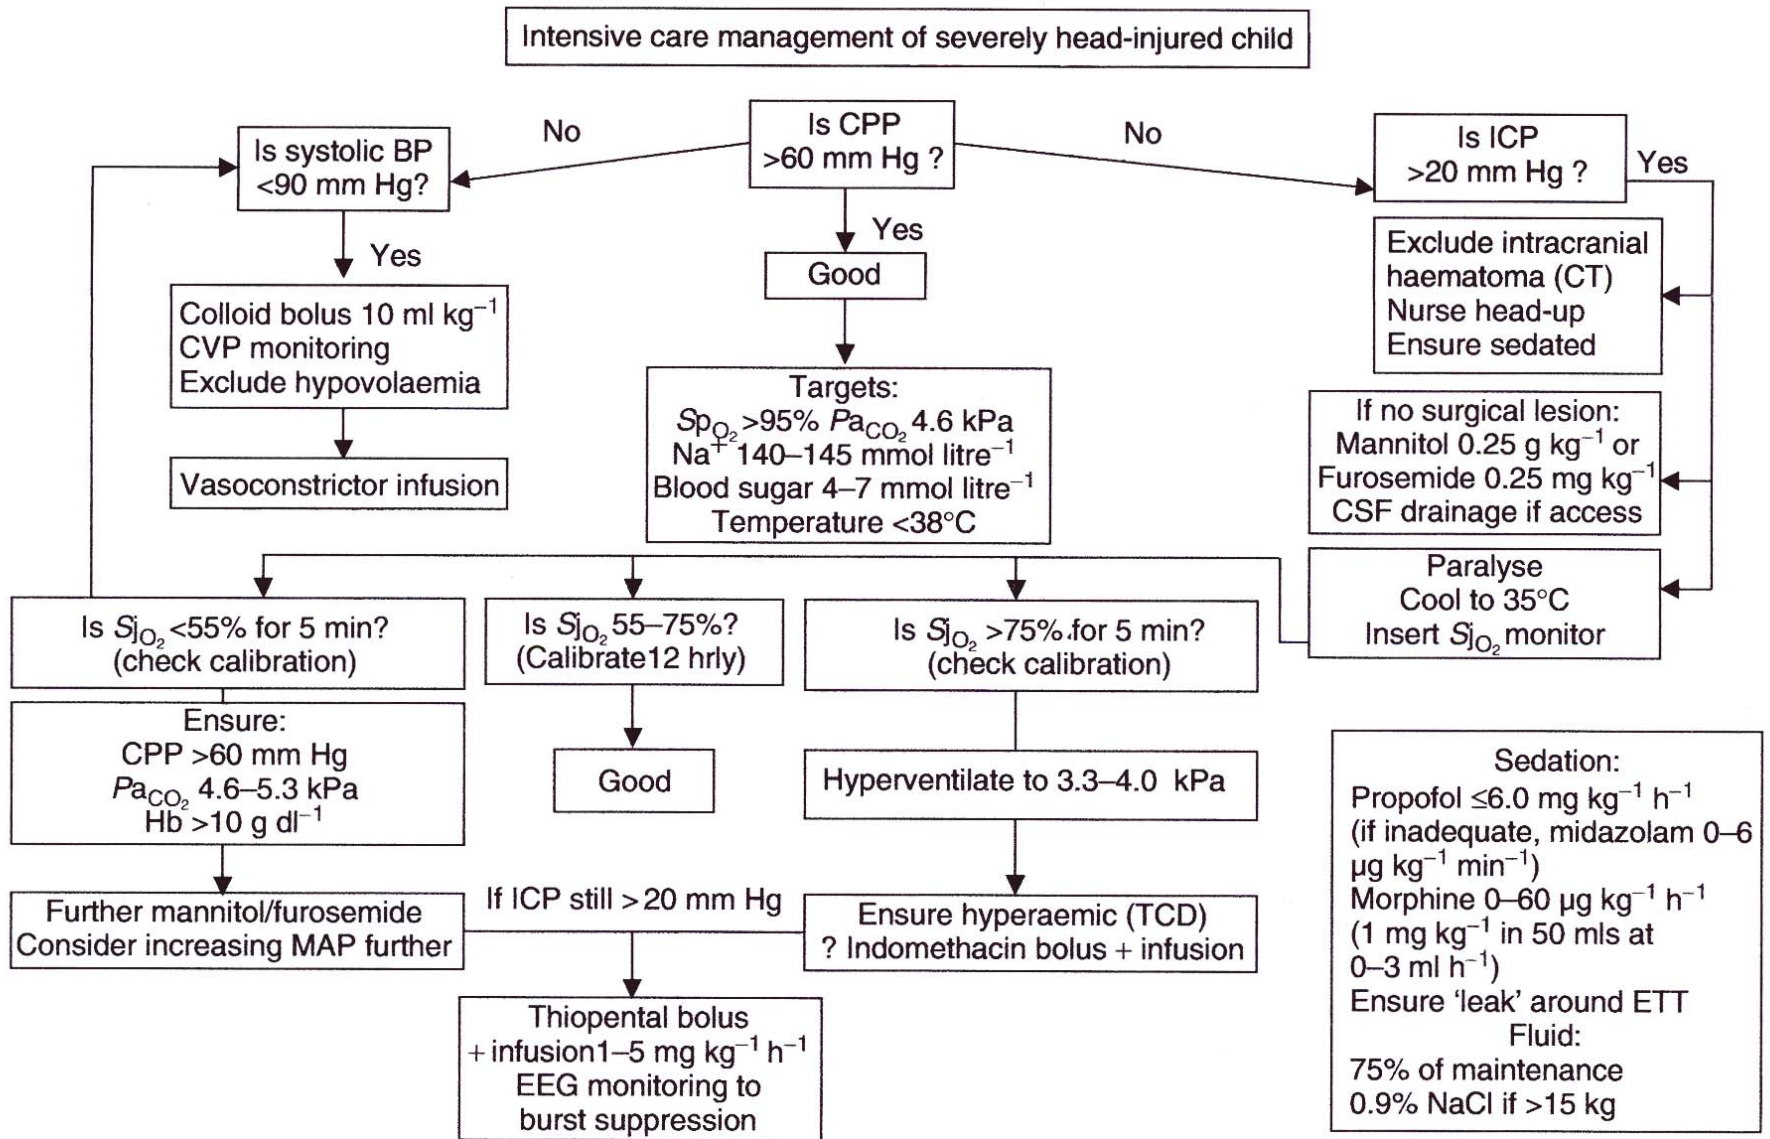 Intensive care management of severely head-injured child
Is systolic BP
<90 mm Hg?
No
Is CPP
>60 mm Hg ?
No
Is ICP
>20 mm Hg ?
Yes
Yes
Colloid bolus 10 ml kg⁻¹
CVP monitoring
Exclude hypovolaemia
Vasoconstrictor infusion
Yes
Good
Targets:
SpO₂ >95% PaCO₂ 4.6 kPa
Na⁺ 140–145 mmol litre⁻¹
Blood sugar 4–7 mmol litre⁻¹
Temperature <38°C
Exclude intracranial
haematoma (CT)
Nurse head-up
Ensure sedated
If no surgical lesion:
Mannitol 0.25 g kg⁻¹ or
Furosemide 0.25 mg kg⁻¹
CSF drainage if access
Paralyse
Cool to 35°C
Insert SjO₂ monitor
Is SjO₂ <55% for 5 min?
(check calibration)
Is SjO₂ 55–75%?
(Calibrate12 hrly)
Is SjO₂ >75% for 5 min?
(check calibration)
Ensure:
CPP >60 mm Hg
PaCO₂ 4.6–5.3 kPa
Hb >10 g dl⁻¹
Good
Hyperventilate to 3.3–4.0 kPa
Further mannitol/furosemide
Consider increasing MAP further
If ICP still >20 mm Hg
Ensure hyperaemic (TCD)
? Indomethacin bolus + infusion
Thiopental bolus
+ infusion1–5 mg kg⁻¹ h⁻¹
EEG monitoring to
burst suppression
Sedation:
Propofol ≤6.0 mg kg⁻¹ h⁻¹
(if inadequate, midazolam 0–6
µg kg⁻¹ min⁻¹)
Morphine 0–60 µg kg⁻¹ h⁻¹
(1 mg kg⁻¹ in 50 mls at
0–3 ml h⁻¹)
Ensure ‘leak’ around ETT
Fluid:
75% of maintenance
0.9% NaCl if >15 kg